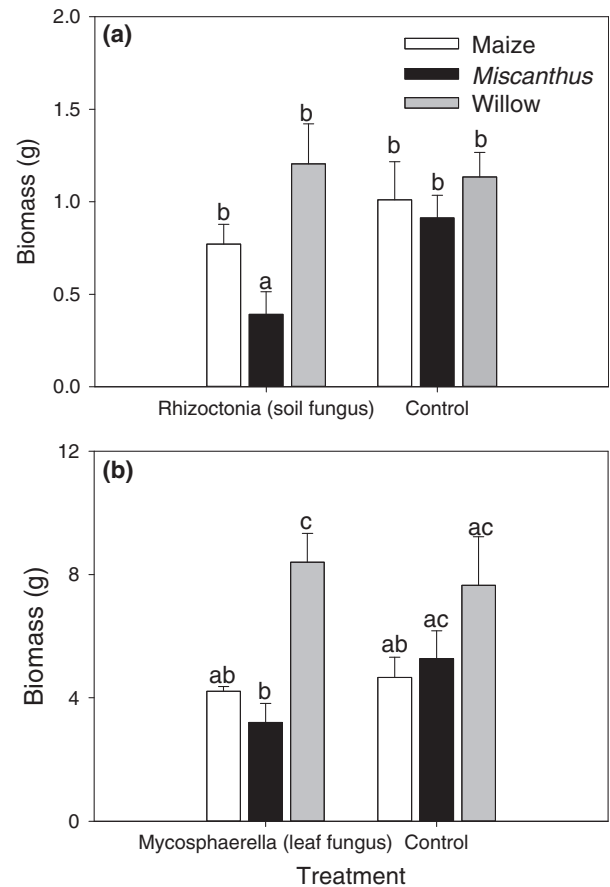 (a)
Maize
Miscanthus
Willow
Biomass (g)
2.0
1.5
1.0
0.5
0.0
b
a
b
b
b
b
Rhizoctonia (soil fungus) Control
(b)
Biomass (g)
12
8
4
0
ab
b
c
ab
ac
ac
Mycosphaerella (leaf fungus) Control
Treatment